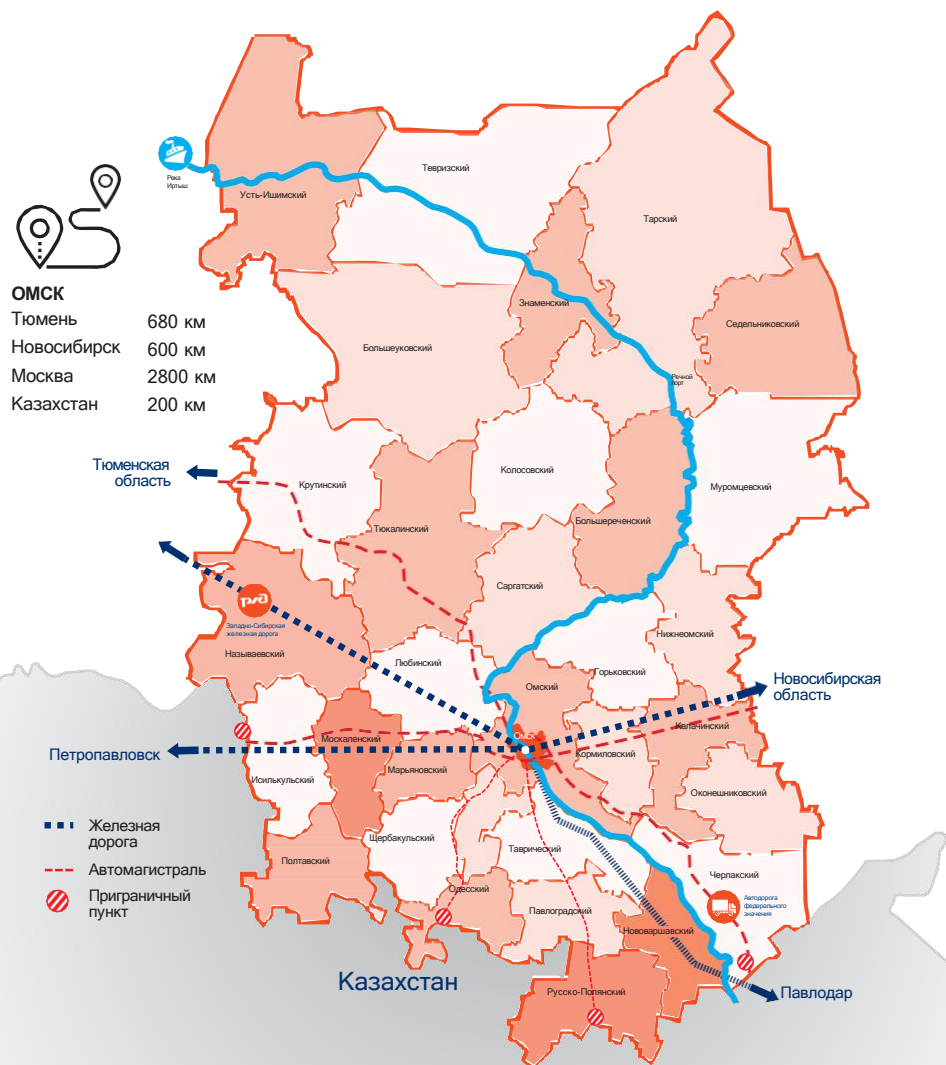 Река
Иртыш
Тевризский
Усть-Ишимский
Тарский
ОМСК
Тюмень 680 км
Новосибирск 600 км
Москва 2800 км
Казахстан 200 км
Знаменский
Седельниковский
Большеуковский
Речной
порт
Тюменская
область
Крутинский
Колосовский
Муромцевский
Тюкалинский
Большереченский
Саргатский
Западно-Сибирская
железная дорога
Называевский
Нижнеомский
Любинский
Горьковский
Омский
Новосибирская
область
Калачинский
Москаленский
ОМСК
Кормиловский
Петропавловск
Марьяновский
Исилькульский
Оконешниковский
Железная
дорога
Щербакульский
Таврический
Автомагистраль
Полтавский
Черлакский
Приграничный
пункт
Одесский
Автодорога
федерального
значения
Павлоградский
Нововаршавский
Казахстан
Русско-Полянский
Павлодар